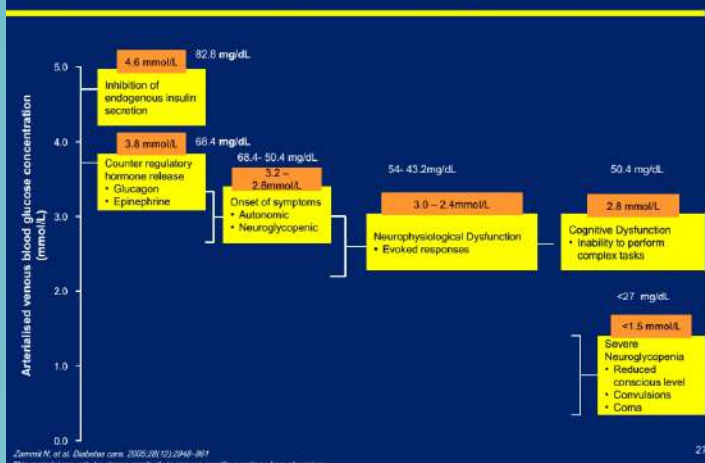 4.6 mmol/L
82.8 mg/dL
Inhibition of
endogenous insulin
secretion
3.8 mmol/L
68.4 mg/dL
Counter regulatory
hormone release
• Glucagon
• Epinephrine
68.4- 50.4 mg/dL
3.2 –
2.8mmol/L
Onset of symptoms
• Autonomic
• Neuroglycopenic
54- 43.2mg/dL
3.0 – 2.4mmol/L
Neurophysiological Dysfunction
• Evoked responses
50.4 mg/dL
2.8 mmol/L
Cognitive Dysfunction
• Inability to perform
complex tasks
<27 mg/dL
<1.5 mmol/L
Severe
Neuroglycopenia
• Reduced
conscious level
• Convulsions
• Coma
Arterialised venous blood glucose concentration
(mmol/L)
5.0
4.0
3.0
2.0
1.0
0.0
Zammit N, et al. Diabetes care. 2005;28(12):2948–961
27